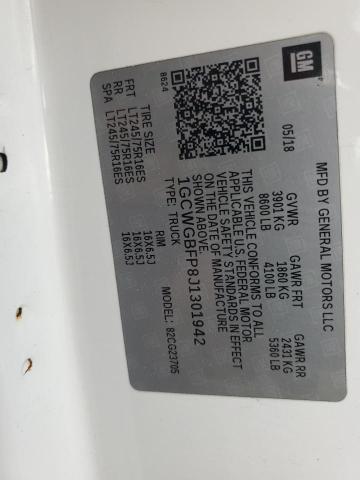 GM
MFD BY GENERAL MOTORS LLC
05/18
GVWR GAWR FRT GAWR RR
3901 KG 1860 KG 2431 KG
8600 LB 4100 LB 5360 LB
THIS VEHICLE CONFORMS TO ALL
APPLICABLE U.S. FEDERAL MOTOR
VEHICLE SAFETY STANDARDS IN EFFECT
ON THE DATE OF MANUFACTURE
SHOWN ABOVE.
1GCWGBFP8J1301942
TYPE: TRUCK
MODEL: 82CG23705
8624
TIRE SIZE RIM
FRT LT245/75R16ES 16X6.5J
RR LT245/75R16ES 16X6.5J
SPA LT245/75R16ES 16X6.5J